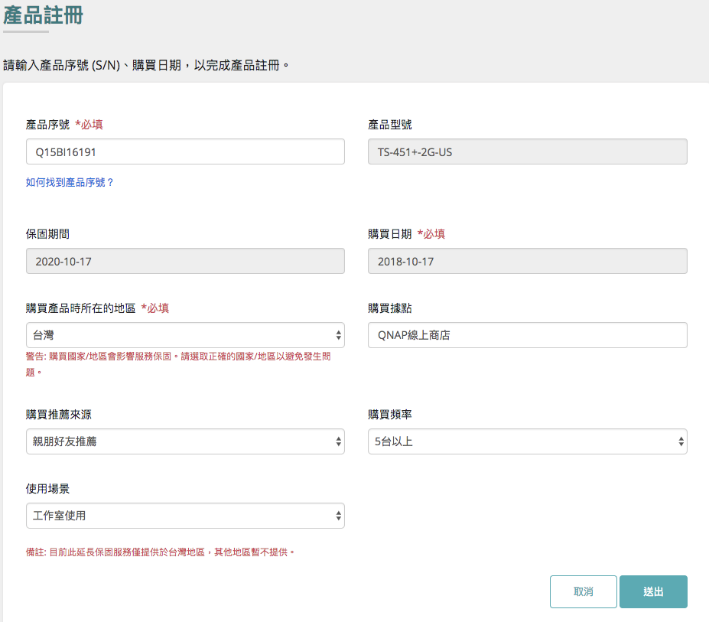 產品註冊
請輸入產品序號 (S/N)、購買日期，以完成產品註冊。
產品序號 *必填
產品型號
Q15BI16191
TS-451+-2G-US
如何找到產品序號？
保固期間
購買日期 *必填
2020-10-17
2018-10-17
購買產品時所在的地區 *必填
購買據點
台灣
QNAP線上商店
警告: 購買國家/地區會影響服務保固。請選取正確的國家/地區以避免發生問
題。
購買推薦來源
購買頻率
親朋好友推薦
5台以上
使用場景
工作室使用
備註: 目前此延長保固服務僅提供於台灣地區，其他地區暫不提供。
取消
送出